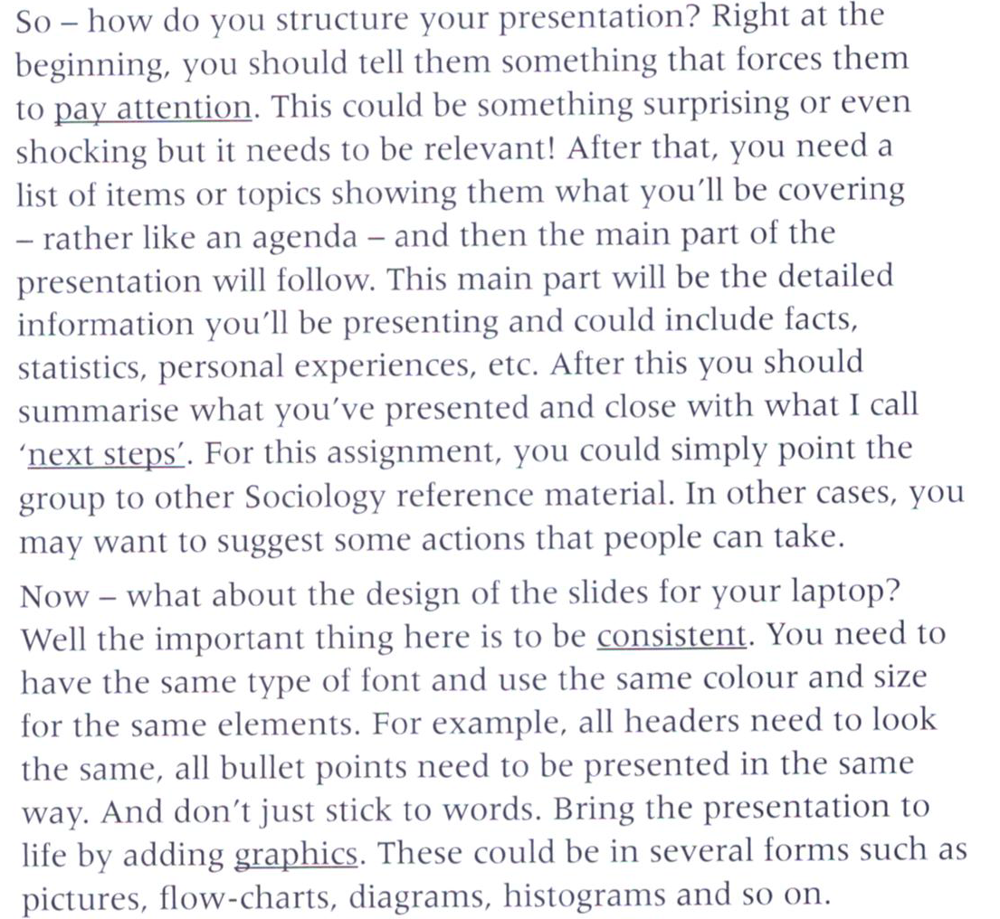 So – how do you structure your presentation? Right at the
beginning, you should tell them something that forces them
to pay attention. This could be something surprising or even
shocking but it needs to be relevant! After that, you need a
list of items or topics showing them what you'll be covering
– rather like an agenda – and then the main part of the
presentation will follow. This main part will be the detailed
information you'll be presenting and could include facts,
statistics, personal experiences, etc. After this you should
summarise what you've presented and close with what I call
'next steps'. For this assignment, you could simply point the
group to other Sociology reference material. In other cases, you
may want to suggest some actions that people can take.
Now – what about the design of the slides for your laptop?
Well the important thing here is to be consistent. You need to
have the same type of font and use the same colour and size
for the same elements. For example, all headers need to look
the same, all bullet points need to be presented in the same
way. And don't just stick to words. Bring the presentation to
life by adding graphics. These could be in several forms such as
pictures, flow-charts, diagrams, histograms and so on.